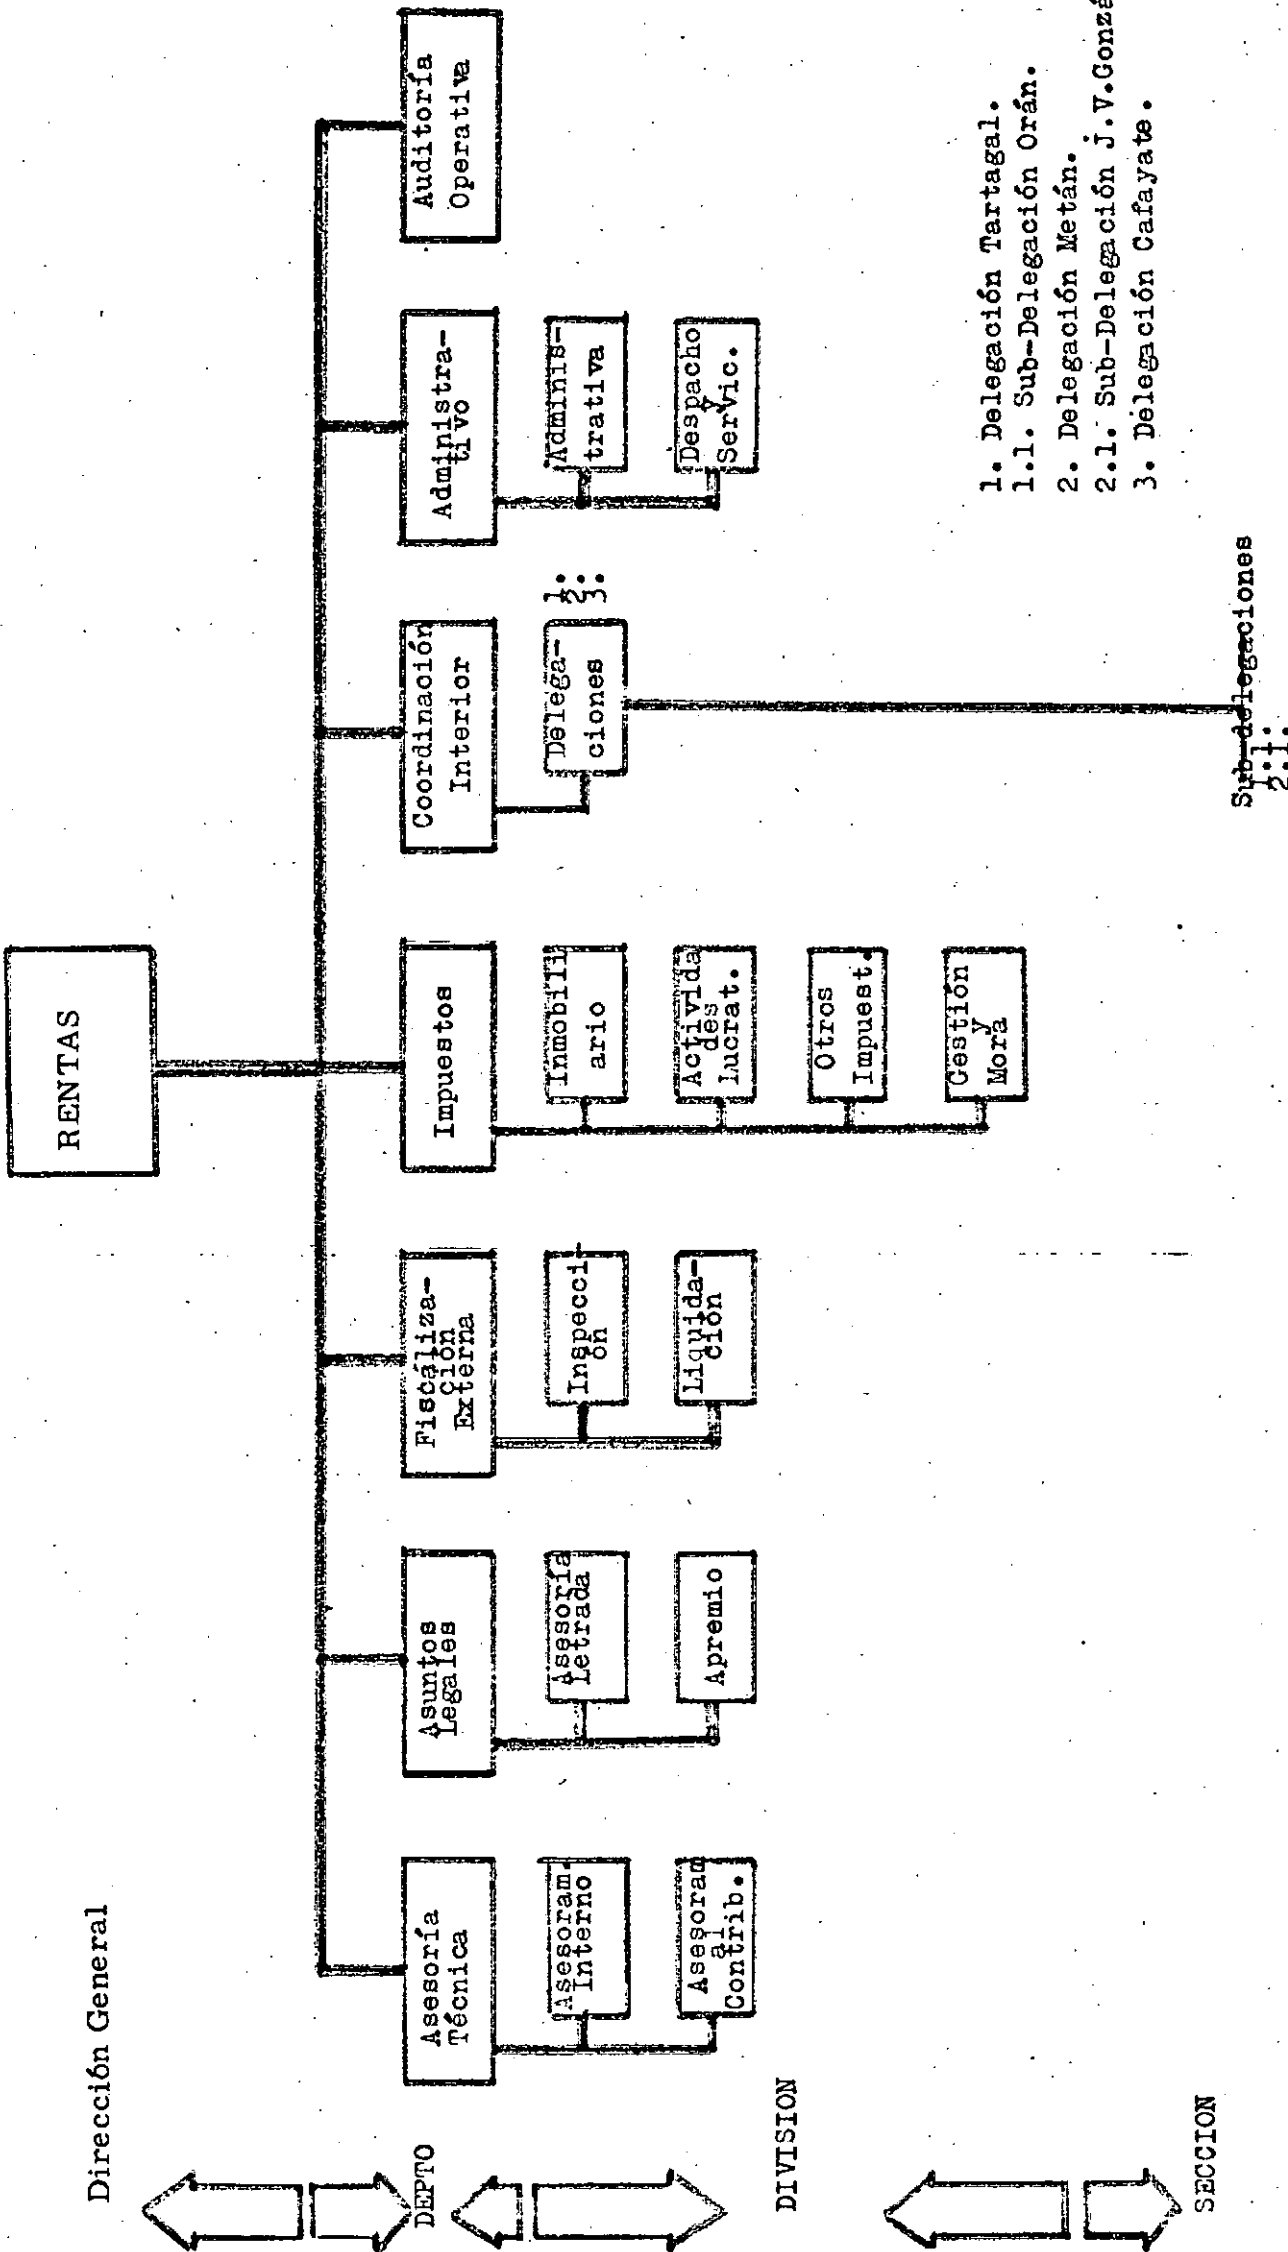 Dirección General
RENTAS
DEPTO
Asesoría
Técnica
Asuntos
Legales
Fiscáliza-
ción
Externa
Impuestos
Coordinación
Interior
Administra-
tivo
Auditoría
Operativa
DIVISION
Asesoram.
Interno
Asesoram
al
Contrib.
Asesoría
Letrada
Apremio
Inspecci-
ón
Liquida-
ción
Inmobili
ario
Activida
des
Lucrat.
Otros
Impuest.
Gestión
y
Mora
Delega-
ciones
1.
2.
3.
Adminis-
trativa
Despacho
y
Servic.
SECCION
Sub-delegaciones
1.1.
2.1.
1. Delegación Tartagal.
1.1. Sub-Delegación Orán.
2. Delegación Metán.
2.1. Sub-Delegación J.V.Gonzá
3. Delegación Cafayate.